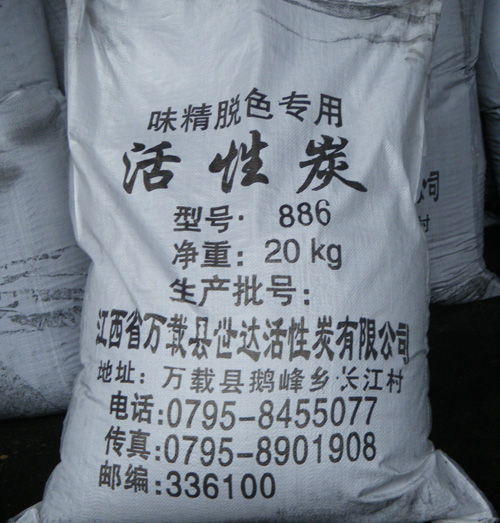 味精脱色专用
活性炭
型号· 886
净重：20 kg
生产批号：
江西省万载县世达活性炭有限公司
地址：万载县鹅峰乡长江村
电话:0795-8455077
传真:0795-8901908
邮编:336100
公司
村